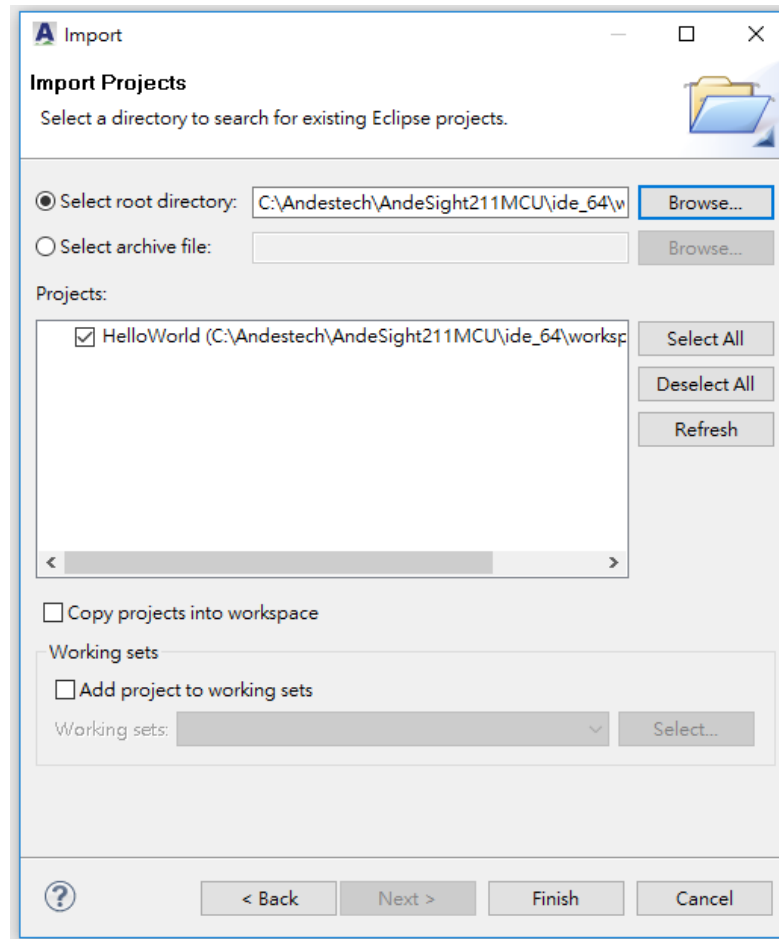 Import
Import Projects
Select a directory to search for existing Eclipse projects.
Select root directory: C:\Andestech\AndeSight211MCU\ide_64\w Browse...
Select archive file: Browse...
Projects:
HelloWorld (C:\Andestech\AndeSight211MCU\ide_64\worksp Select All
Deselect All
Refresh
Copy projects into workspace
Working sets
Add project to working sets
Working sets: Select...
? < Back Next > Finish Cancel